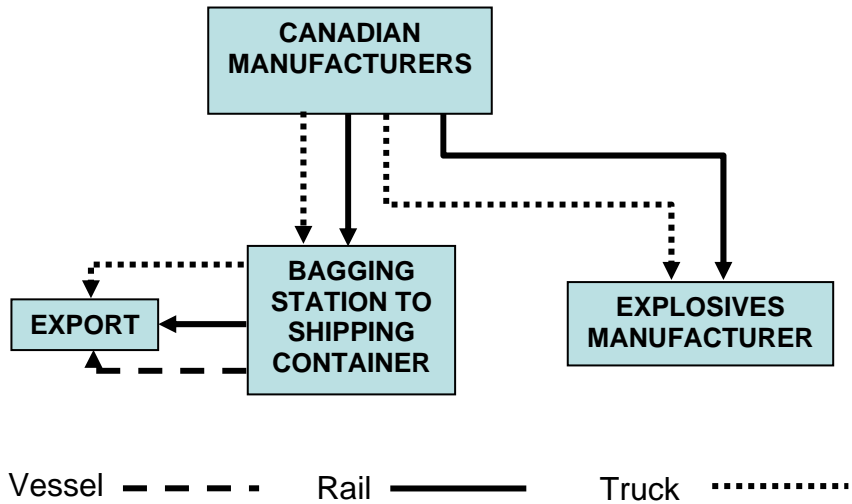 CANADIAN
MANUFACTURERS
BAGGING
STATION TO
SHIPPING
CONTAINER
EXPORT
EXPLOSIVES
MANUFACTURER
Vessel
Rail
Truck